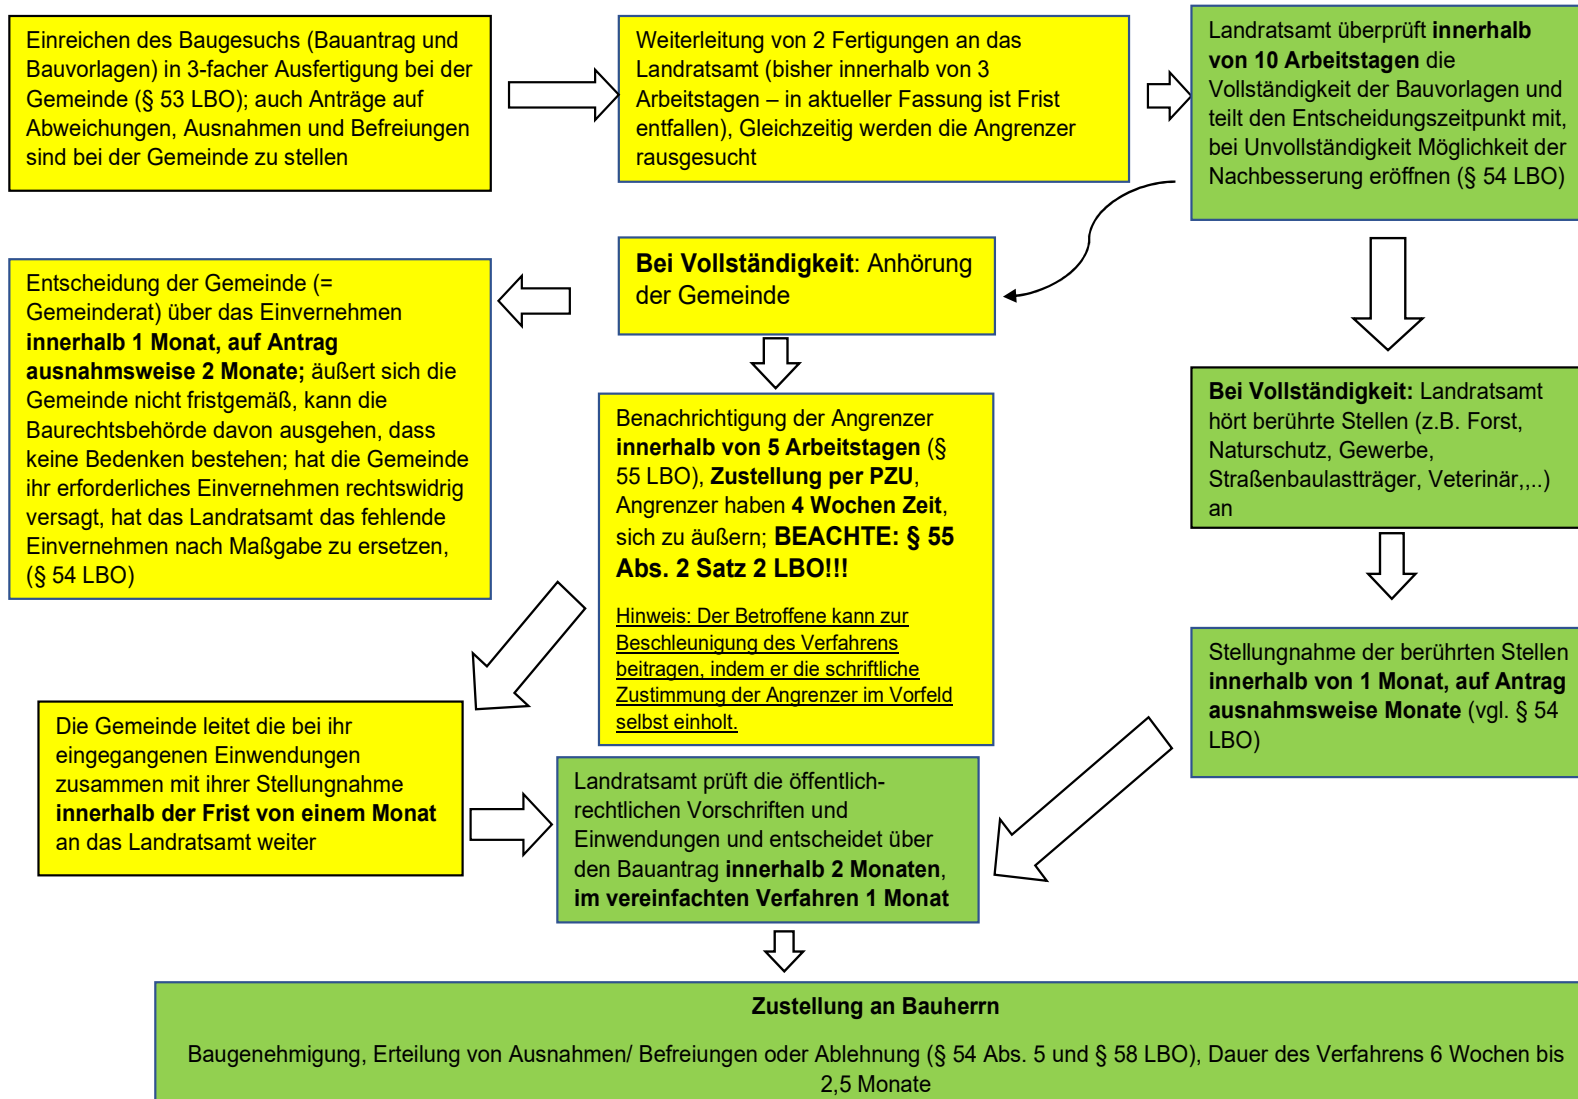 Einreichen des Baugesuchs (Bauantrag und
Bauvorlagen) in 3-facher Ausfertigung bei der
Gemeinde (§ 53 LBO); auch Anträge auf
Abweichungen, Ausnahmen und Befreiungen
sind bei der Gemeinde zu stellen
Weiterleitung von 2 Fertigungen an das
Landratsamt (bisher innerhalb von 3
Arbeitstagen – in aktueller Fassung ist Frist
entfallen), Gleichzeitig werden die Angrenzer
rausgesucht
Landratsamt überprüft innerhalb
von 10 Arbeitstagen die
Vollständigkeit der Bauvorlagen und
teilt den Entscheidungszeitpunkt mit,
bei Unvollständigkeit Möglichkeit der
Nachbesserung eröffnen (§ 54 LBO)
Bei Vollständigkeit: Anhörung
der Gemeinde
Entscheidung der Gemeinde (=
Gemeinderat) über das Einvernehmen
innerhalb 1 Monat, auf Antrag
ausnahmsweise 2 Monate; äußert sich die
Gemeinde nicht fristgemäß, kann die
Baurechtsbehörde davon ausgehen, dass
keine Bedenken bestehen; hat die Gemeinde
ihr erforderliches Einvernehmen rechtswidrig
versagt, hat das Landratsamt das fehlende
Einvernehmen nach Maßgabe zu ersetzen,
(§ 54 LBO)
Benachrichtigung der Angrenzer
innerhalb von 5 Arbeitstagen (§
55 LBO), Zustellung per PZU,
Angrenzer haben 4 Wochen Zeit,
sich zu äußern; BEACHTE: § 55
Abs. 2 Satz 2 LBO!!!
Hinweis: Der Betroffene kann zur
Beschleunigung des Verfahrens
beitragen, indem er die schriftliche
Zustimmung der Angrenzer im Vorfeld
selbst einholt.
Bei Vollständigkeit: Landratsamt
hört berührte Stellen (z.B. Forst,
Naturschutz, Gewerbe,
Straßenbaulastträger, Veterinär,,..)
an
Stellungnahme der berührten Stellen
innerhalb von 1 Monat, auf Antrag
ausnahmsweise Monate (vgl. § 54
LBO)
Die Gemeinde leitet die bei ihr
eingegangenen Einwendungen
zusammen mit ihrer Stellungnahme
innerhalb der Frist von einem Monat
an das Landratsamt weiter
Landratsamt prüft die öffentlich-
rechtlichen Vorschriften und
Einwendungen und entscheidet über
den Bauantrag innerhalb 2 Monaten,
im vereinfachten Verfahren 1 Monat
Zustellung an Bauherrn
Baugenehmigung, Erteilung von Ausnahmen/ Befreiungen oder Ablehnung (§ 54 Abs. 5 und § 58 LBO), Dauer des Verfahrens 6 Wochen bis
2,5 Monate